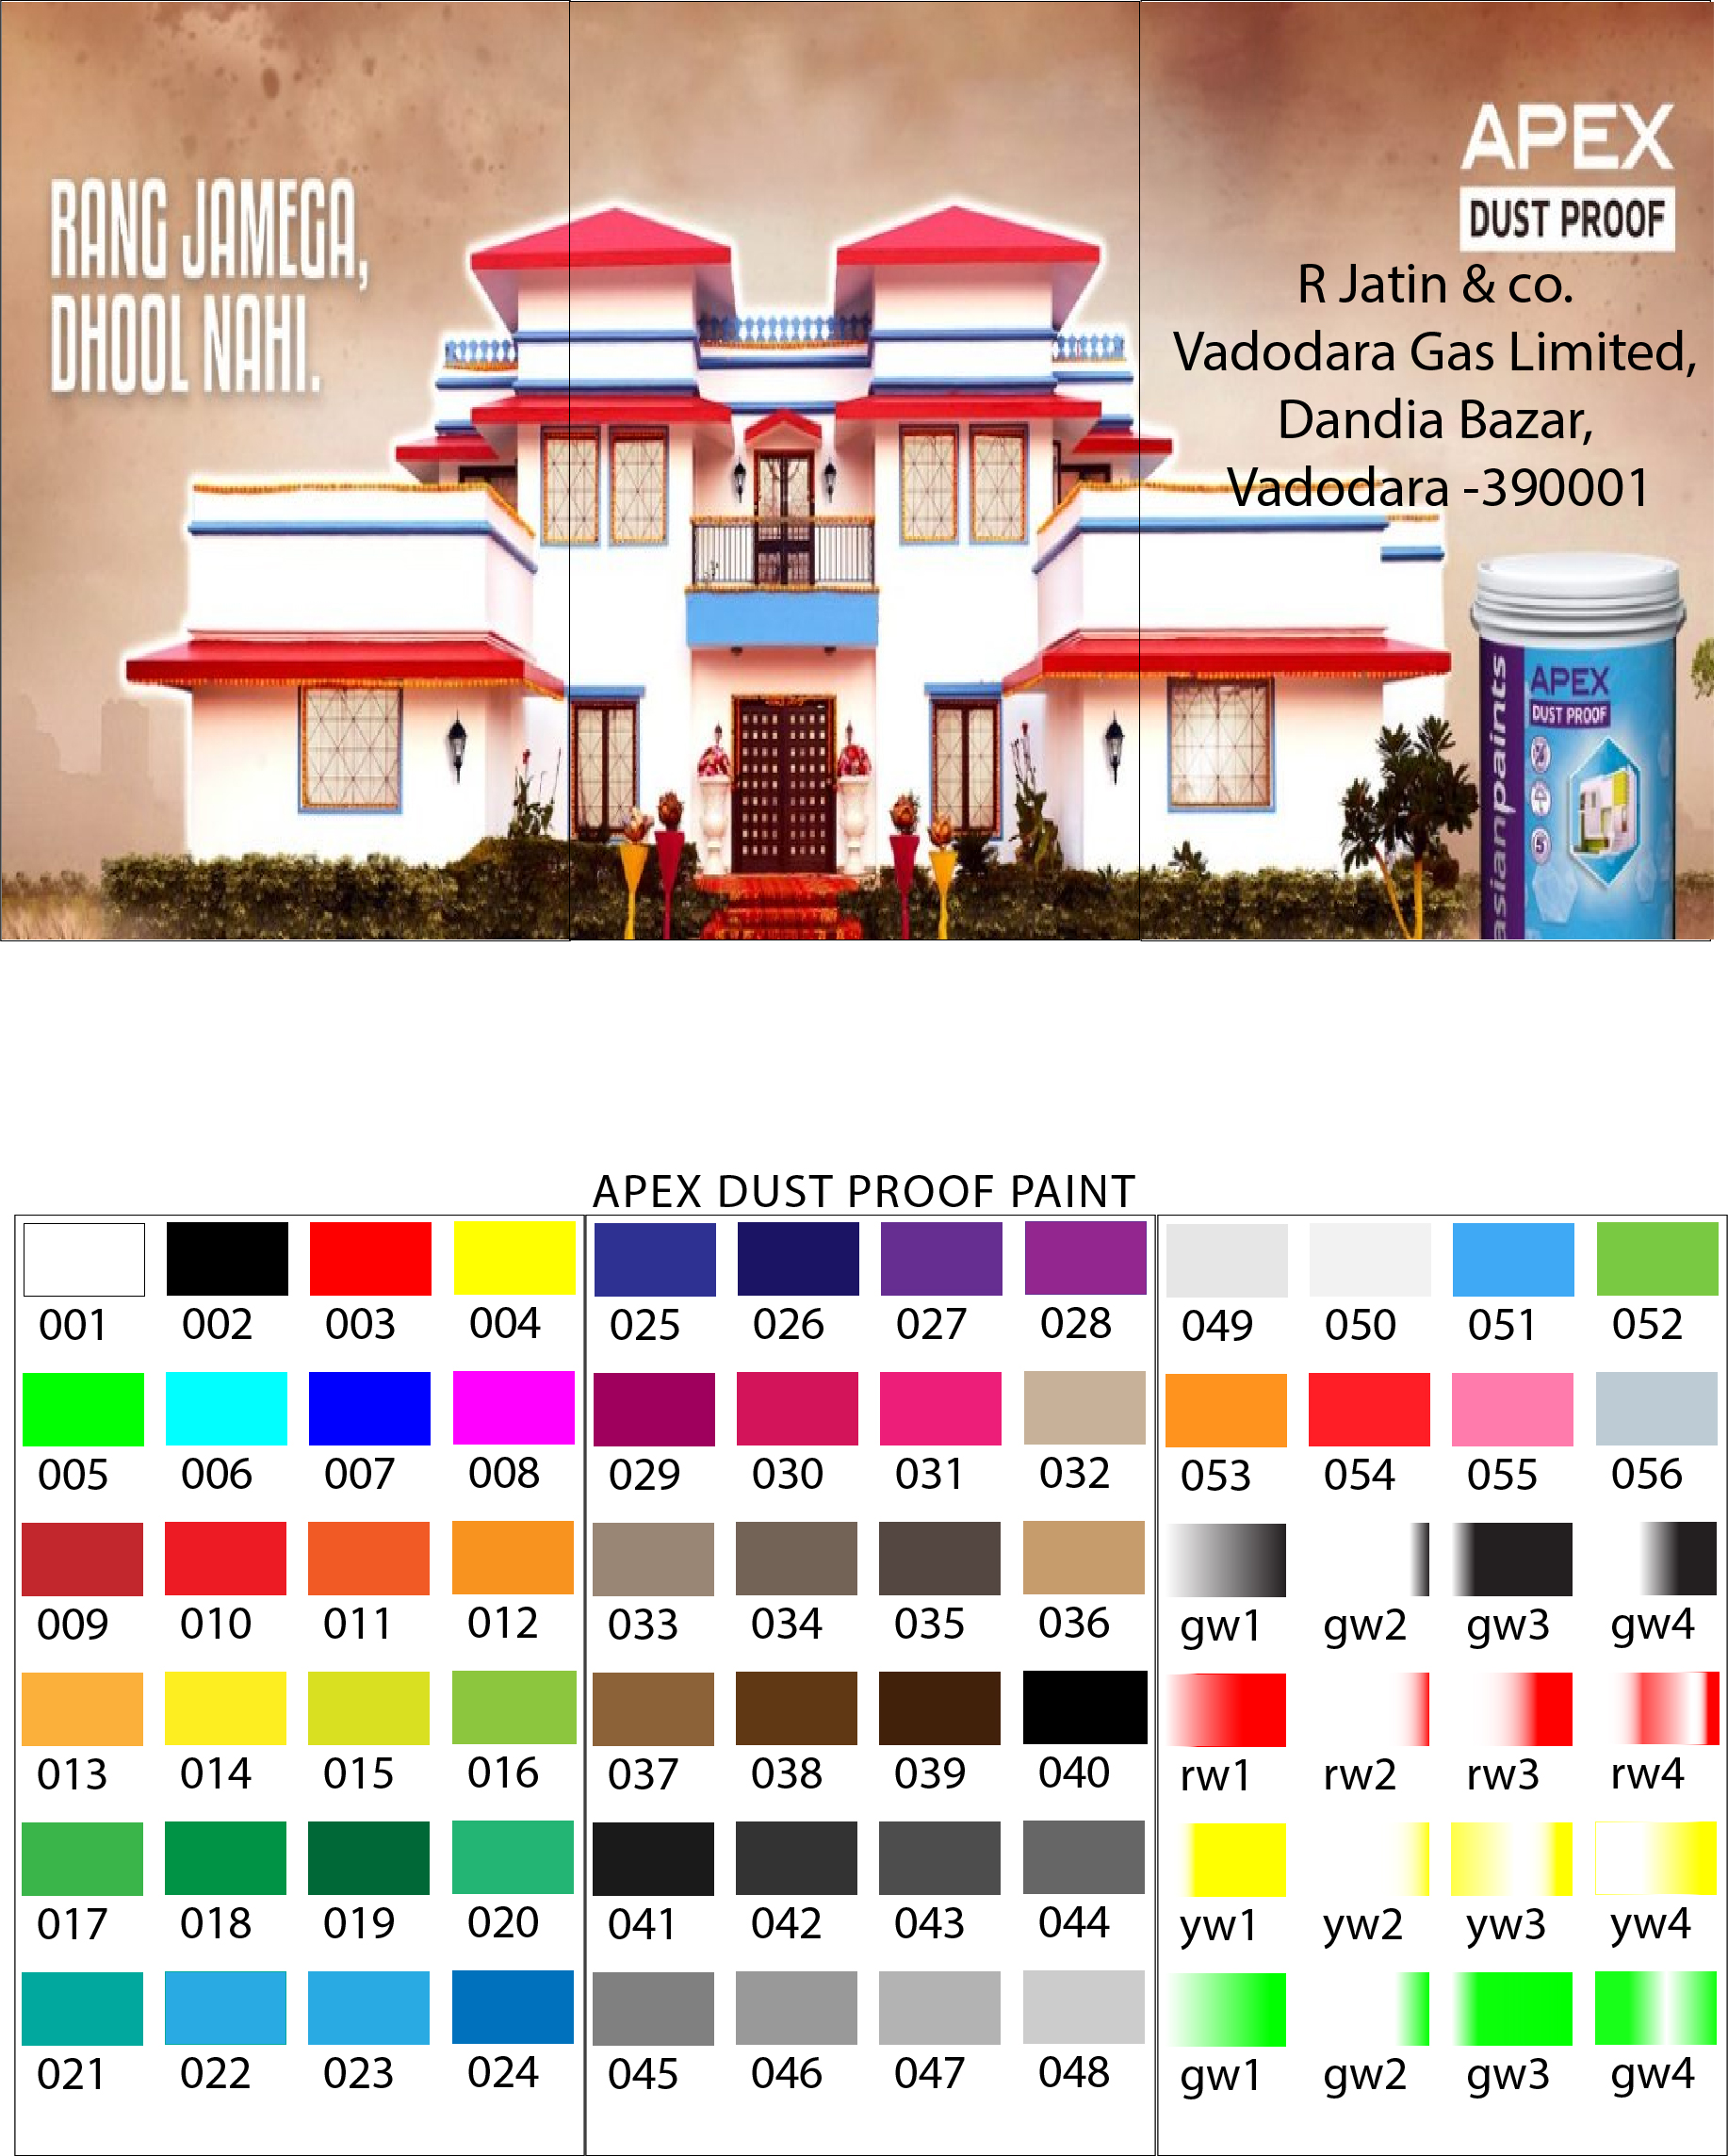 RANG JAMEGA,
DHOOL NAHI.
APEX
DUST PROOF
R Jatin & co.
Vadodara Gas Limited,
Dandia Bazar,
Vadodara -390001
asianpaints
APEX
DUST PROOF
APEX DUST PROOF PAINT
001 002 003 004 025 026 027 028 049 050 051 052
005 006 007 008 029 030 031 032 053 054 055 056
009 010 011 012 033 034 035 036 gw1 gw2 gw3 gw4
013 014 015 016 037 038 039 040 rw1 rw2 rw3 rw4
017 018 019 020 041 042 043 044 yw1 yw2 yw3 yw4
021 022 023 024 045 046 047 048 gw1 gw2 gw3 gw4